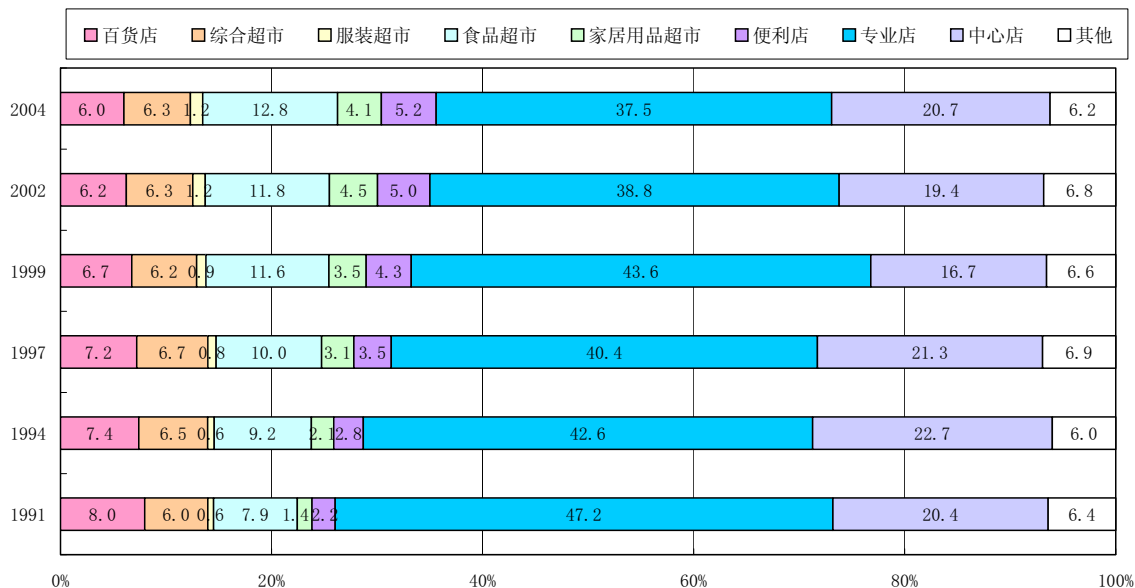 百货店 综合超市 服装超市 食品超市 家居用品超市 便利店 专业店 中心店 其他
2004 6.0 6.3 1.2 12.8 4.1 5.2 37.5 20.7 6.2
2002 6.2 6.3 1.2 11.8 4.5 5.0 38.8 19.4 6.8
1999 6.7 6.2 0.9 11.6 3.5 4.3 43.6 16.7 6.6
1997 7.2 6.7 0.8 10.0 3.1 3.5 40.4 21.3 6.9
1994 7.4 6.5 0.6 9.2 2.1 2.8 42.6 22.7 6.0
1991 8.0 6.0 0.6 7.9 1.4 2.2 47.2 20.4 6.4
0% 20% 40% 60% 80% 100%